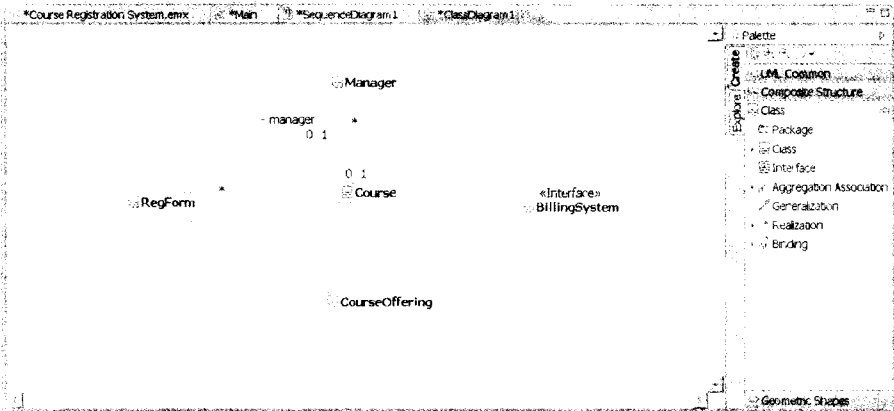 *Course Registration System.emx *Main *SequenceDiagram1 *ClassDiagram1
Palette
Create
Explore
UML Common
Composite Structure
Class
Package
Class
Interface
Aggregation Association
Generalization
Realization
Binding
Geometric Shapes
Manager
- manager *
0 1
0 1
Course
*
RegForm
«Interface»
BillingSystem
CourseOffering